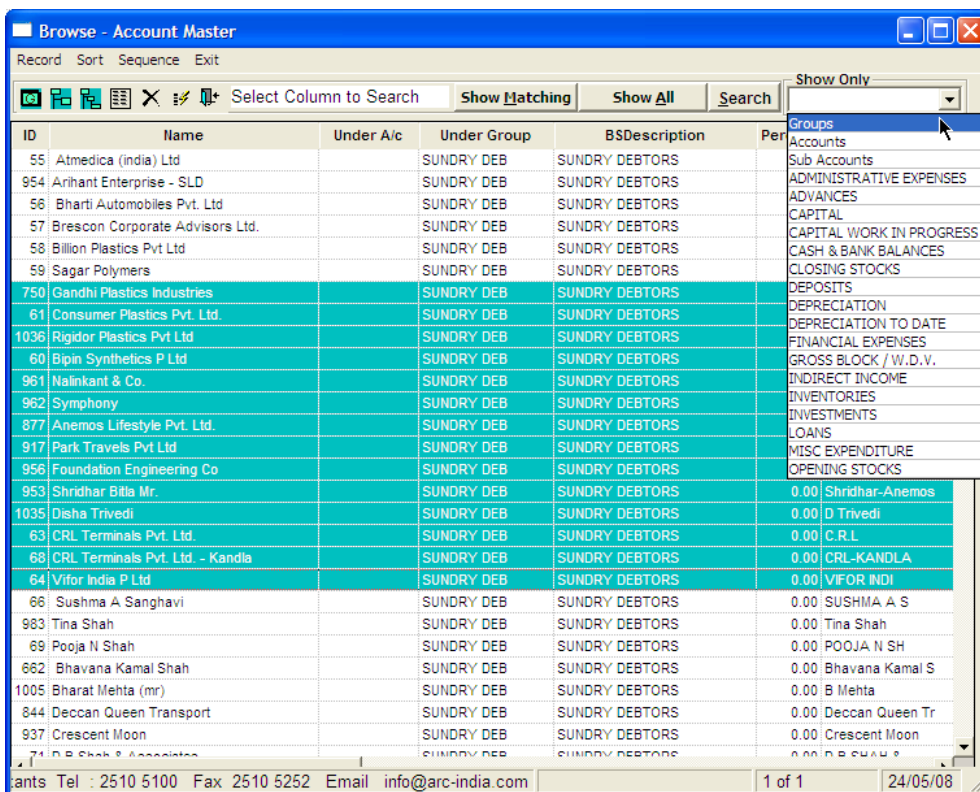 Browse - Account Master
Record Sort Sequence Exit
Select Column to Search Show Matching Show All Search Show Only
ID Name Under A/c Under Group BSDescription Per
Groups
Accounts
Sub Accounts
ADMINISTRATIVE EXPENSES
ADVANCES
CAPITAL
CAPITAL WORK IN PROGRESS
CASH & BANK BALANCES
CLOSING STOCKS
DEPOSITS
DEPRECIATION
DEPRECIATION TO DATE
FINANCIAL EXPENSES
GROSS BLOCK / W.D.V.
INDIRECT INCOME
INVENTORIES
INVESTMENTS
LOANS
MISC EXPENDITURE
OPENING STOCKS
55 Atmedica (india) Ltd SUNDRY DEB SUNDRY DEBTORS
954 Arihant Enterprise - SLD SUNDRY DEB SUNDRY DEBTORS
56 Bharti Automobiles Pvt. Ltd SUNDRY DEB SUNDRY DEBTORS
57 Brescon Corporate Advisors Ltd. SUNDRY DEB SUNDRY DEBTORS
58 Billion Plastics Pvt Ltd SUNDRY DEB SUNDRY DEBTORS
59 Sagar Polymers SUNDRY DEB SUNDRY DEBTORS
750 Gandhi Plastics Industries SUNDRY DEB SUNDRY DEBTORS
61 Consumer Plastics Pvt. Ltd. SUNDRY DEB SUNDRY DEBTORS
1036 Rigidor Plastics Pvt Ltd SUNDRY DEB SUNDRY DEBTORS
60 Bipin Synthetics P Ltd SUNDRY DEB SUNDRY DEBTORS
961 Nalinkant & Co. SUNDRY DEB SUNDRY DEBTORS
962 Symphony SUNDRY DEB SUNDRY DEBTORS
877 Anemos Lifestyle Pvt. Ltd. SUNDRY DEB SUNDRY DEBTORS
917 Park Travels Pvt Ltd SUNDRY DEB SUNDRY DEBTORS
956 Foundation Engineering Co SUNDRY DEB SUNDRY DEBTORS
953 Shridhar Bitla Mr. SUNDRY DEB SUNDRY DEBTORS 0.00 Shridhar-Anemos
1035 Disha Trivedi SUNDRY DEB SUNDRY DEBTORS 0.00 D Trivedi
63 CRL Terminals Pvt. Ltd. SUNDRY DEB SUNDRY DEBTORS 0.00 C.R.L
68 CRL Terminals Pvt. Ltd. - Kandla SUNDRY DEB SUNDRY DEBTORS 0.00 CRL-KANDLA
64 Vifor India P Ltd SUNDRY DEB SUNDRY DEBTORS 0.00 VIFOR INDI
66 Sushma A Sanghavi SUNDRY DEB SUNDRY DEBTORS 0.00 SUSHMA A S
983 Tina Shah SUNDRY DEB SUNDRY DEBTORS 0.00 Tina Shah
69 Pooja N Shah SUNDRY DEB SUNDRY DEBTORS 0.00 POOJA N SH
662 Bhavana Kamal Shah SUNDRY DEB SUNDRY DEBTORS 0.00 Bhavana Kamal S
1005 Bharat Mehta (mr) SUNDRY DEB SUNDRY DEBTORS 0.00 B Mehta
844 Deccan Queen Transport SUNDRY DEB SUNDRY DEBTORS 0.00 Deccan Queen Tr
937 Crescent Moon SUNDRY DEB SUNDRY DEBTORS 0.00 Crescent Moon
71 D B Shah & Associates SUNDRY DEB SUNDRY DEBTORS 0.00 D B SHAH &
tants Tel : 2510 5100 Fax 2510 5252 Email info@arc-india.com 1 of 1 24/05/08